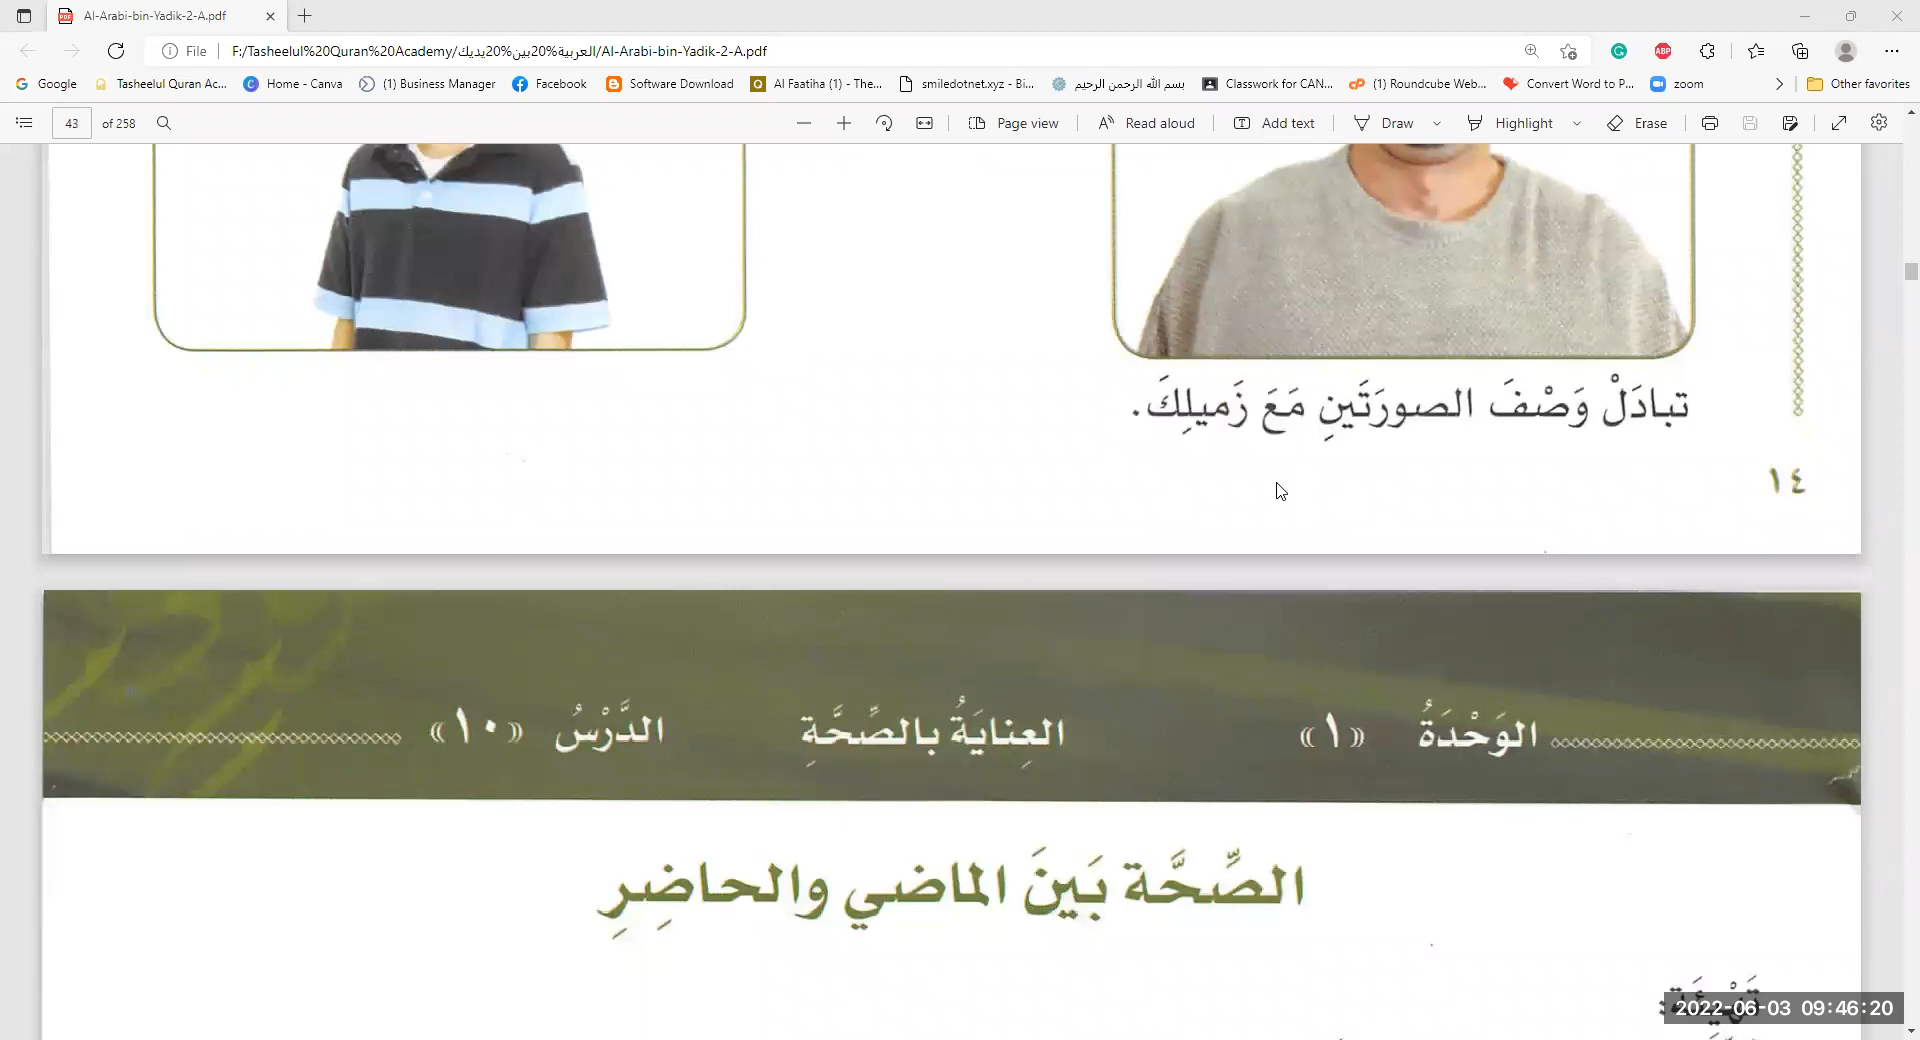 Al-Arabi-bin-Yadik-2-A.pdf
File F:/Tasheelul%20Quran%20Academy/العربية%20بين%20يديك/Al-Arabi-bin-Yadik-2-A.pdf
Google Tasheelul Quran Ac... Home - Canva (1) Business Manager Facebook Software Download Al Faatiha (1) - The... smiledotnet.xyz - Bi... بسم الله الرحمن الرحيم Classwork for CAN... (1) Roundcube Web... Convert Word to P... zoom Other favorites
43 of 258 Page view Read aloud Add text Draw Highlight Erase
تبادَلْ وَصْفَ الصورَتَينِ مَعَ زَميلِكَ.
١٤
الوَحْدَةُ «١» العِنايَةُ بالصِّحَّةِ الدَّرْسُ «١٠»
الصِّحَّة بَينَ الماضي والحاضِرِ
2022-06-03 09:46:20